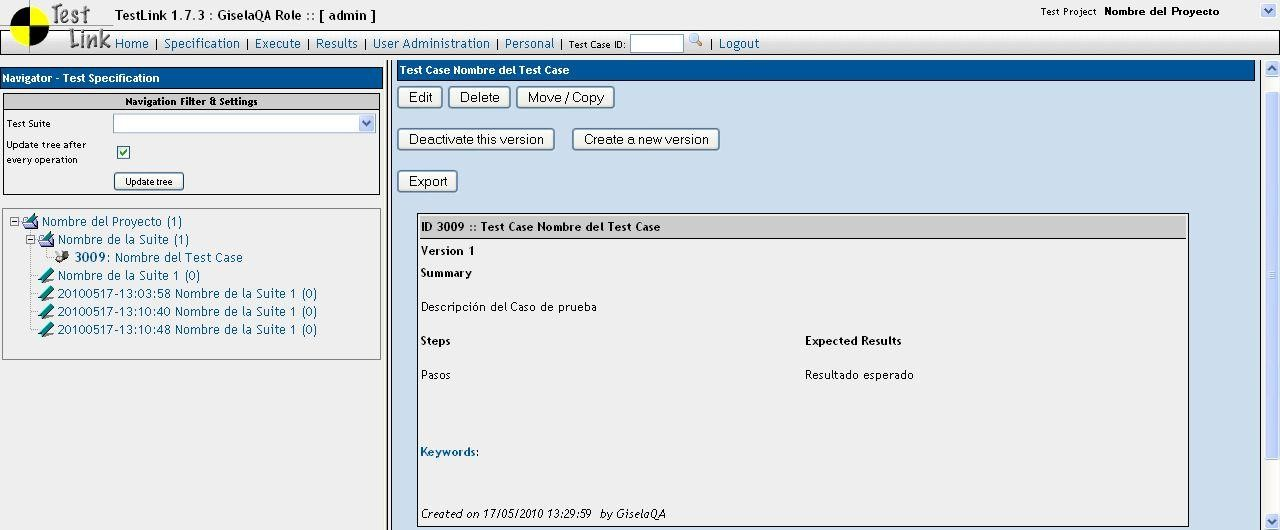 Test Link
TestLink 1.7.3 : GiselaQA Role :: [ admin ]
Test Project Nombre del Proyecto
Home | Specification | Execute | Results | User Administration | Personal | Test Case ID: | Logout
Navigator - Test Specification
Navigation Filter & Settings
Test Suite
Update tree after
every operation
Update tree
Nombre del Proyecto (1)
Nombre de la Suite (1)
3009: Nombre del Test Case
Nombre de la Suite 1 (0)
20100517-13:03:58 Nombre de la Suite 1 (0)
20100517-13:10:40 Nombre de la Suite 1 (0)
20100517-13:10:48 Nombre de la Suite 1 (0)
Test Case Nombre del Test Case
Edit Delete Move / Copy
Deactivate this version Create a new version
Export
ID 3009 :: Test Case Nombre del Test Case
Version 1
Summary
Descripción del Caso de prueba
Steps Expected Results
Pasos Resultado esperado
Keywords:
Created on 17/05/2010 13:29:59 by GiselaQA